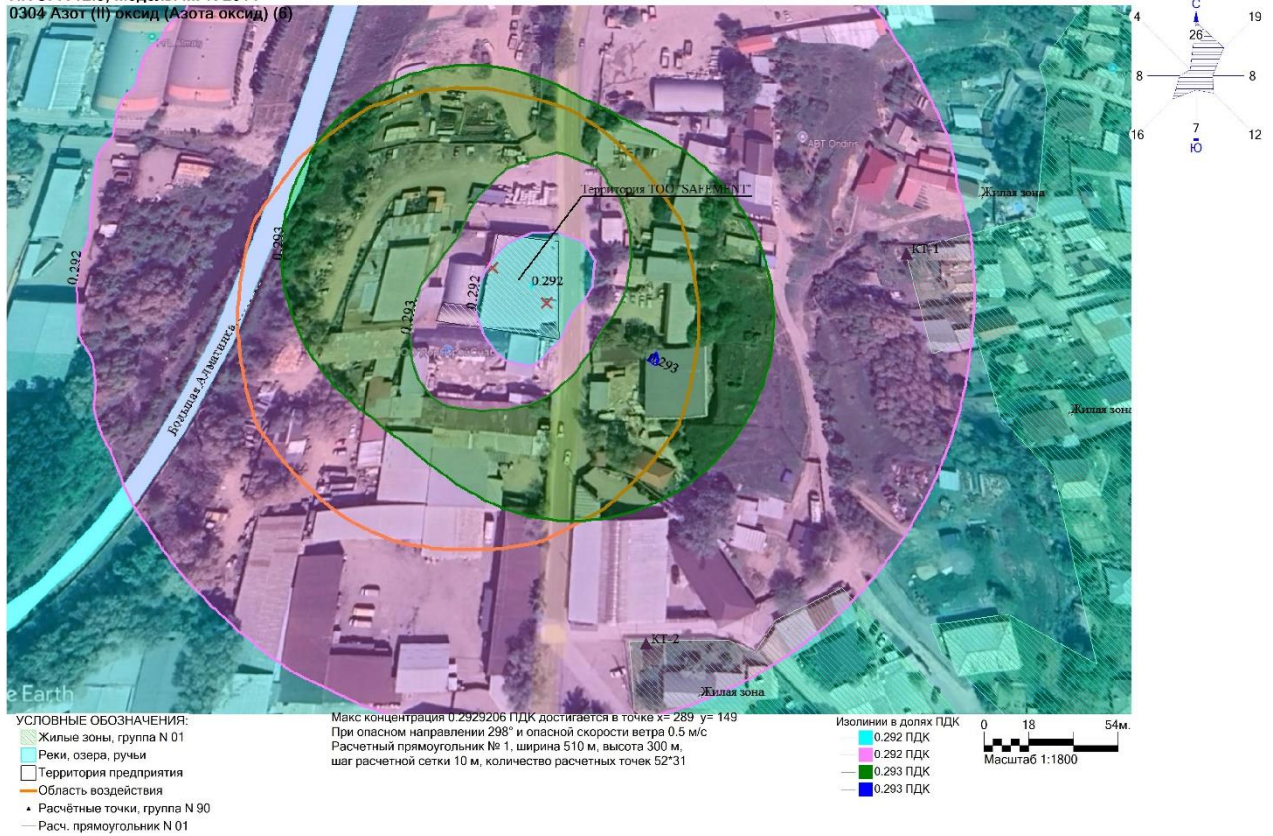 0304 Азот (II) оксид (Азота оксид) (6)
С
4
26
19
8
8
16
7
12
Ю
ABT Ondiris
Территория ТОО "SAFEMENT"
Жилая зона
КТ-1
0.292
0.293
0.292
0.292
0.293
0.293
Большая Алматинка
Жилая зона
КТ-2
Жилая зона
e Earth
УСЛОВНЫЕ ОБОЗНАЧЕНИЯ:
Жилые зоны, группа N 01
Реки, озера, ручьи
Территория предприятия
Область воздействия
Расчётные точки, группа N 90
Расч. прямоугольник N 01
Макс концентрация 0.2929206 ПДК достигается в точке x= 289 y= 149
При опасном направлении 298° и опасной скорости ветра 0.5 м/с
Расчетный прямоугольник № 1, ширина 510 м, высота 300 м,
шаг расчетной сетки 10 м, количество расчетных точек 52*31
Изолинии в долях ПДК
0.292 ПДК
0.292 ПДК
0.293 ПДК
0.293 ПДК
0 18 54м.
Масштаб 1:1800